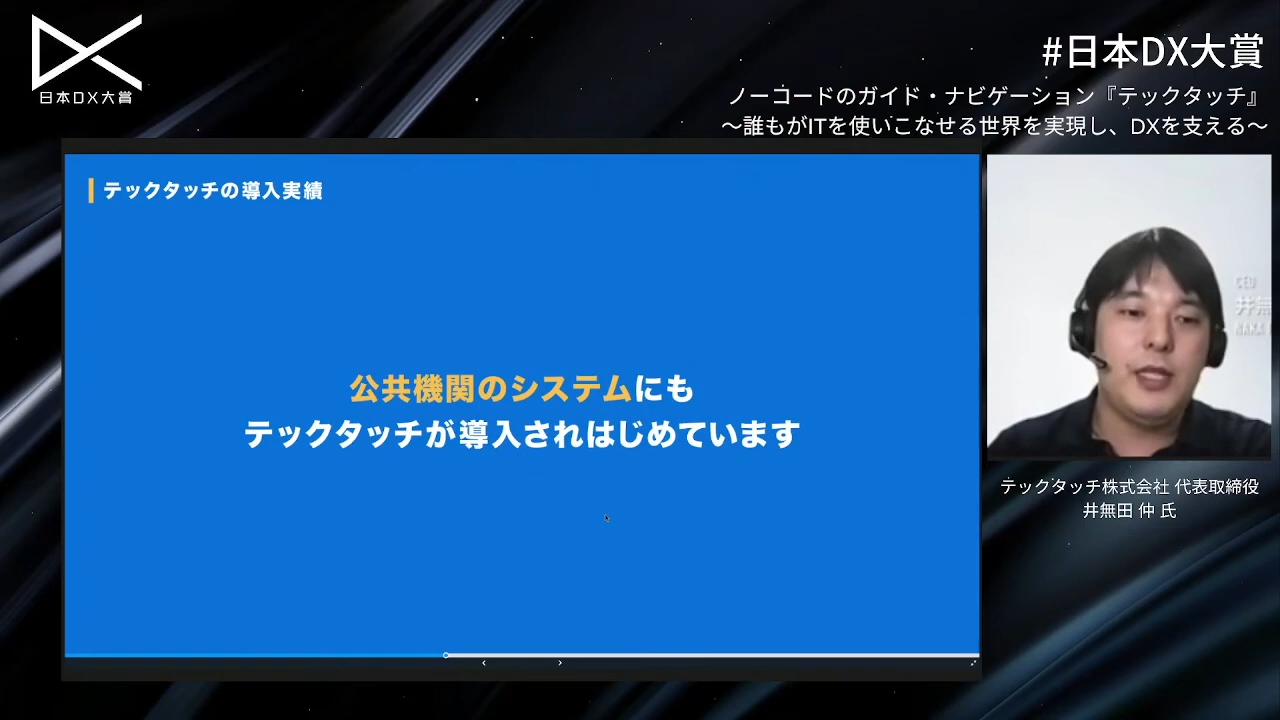 日本DX大賞
#日本DX大賞
ノーコードのガイド・ナビゲーション『テックタッチ』
〜誰もがITを使いこなせる世界を実現し、DXを支える〜
テックタッチの導入実績
公共機関のシステムにも
テックタッチが導入されはじめています
CEO
井無
NAKA
テックタッチ株式会社 代表取締役
井無田 仲 氏